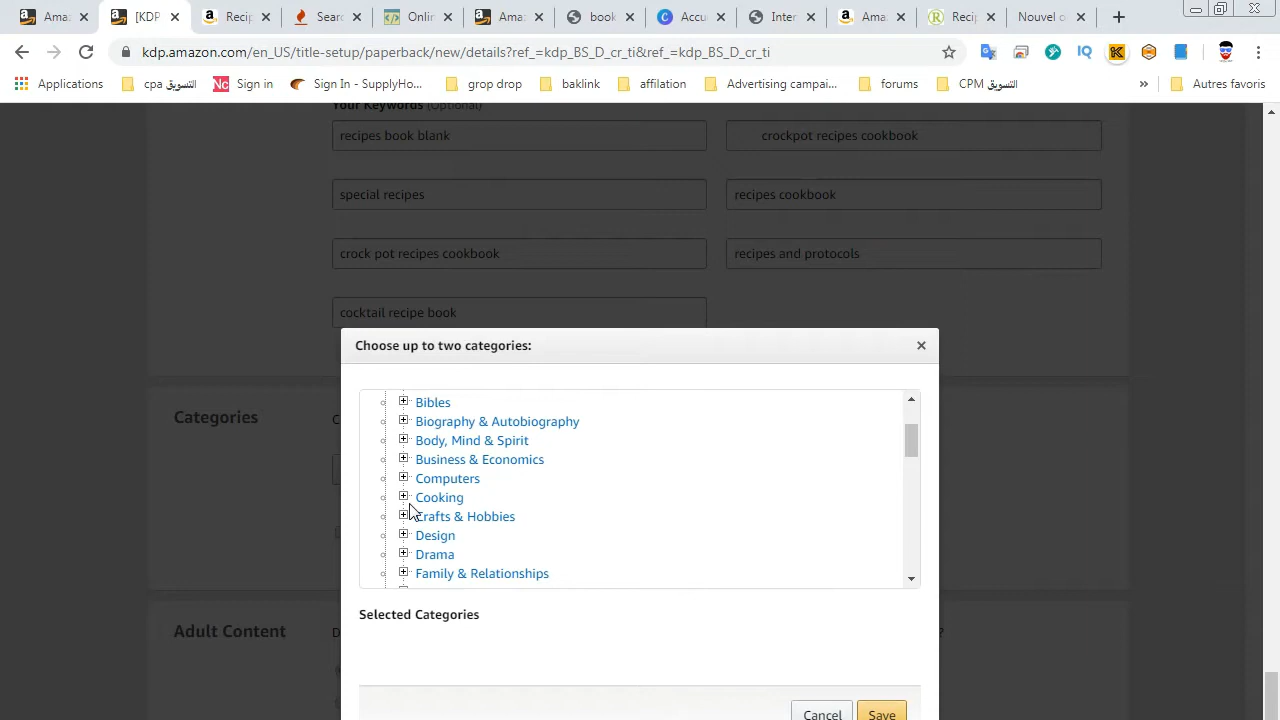 Ama
[KDP
Recip
Searc
Onlin
Amaz
book
Accu
Inter
Ama
Recip
Nouvel o
kdp.amazon.com/en_US/title-setup/paperback/new/details?ref_=kdp_BS_D_cr_ti&ref_=kdp_BS_D_cr_ti
IQ
K
Applications
cpa التسويق
Nc Sign in
Sign In - SupplyHo...
grop drop
baklink
affilation
Advertising campai...
forums
CPM التسويق
»
Autres favoris
Your Keywords (Optional)
recipes book blank
crockpot recipes cookbook
special recipes
recipes cookbook
crock pot recipes cookbook
recipes and protocols
cocktail recipe book
Choose up to two categories:
Bibles
Biography & Autobiography
Body, Mind & Spirit
Business & Economics
Computers
Cooking
Crafts & Hobbies
Design
Drama
Family & Relationships
Selected Categories
Cancel
Save
Categories
Adult Content